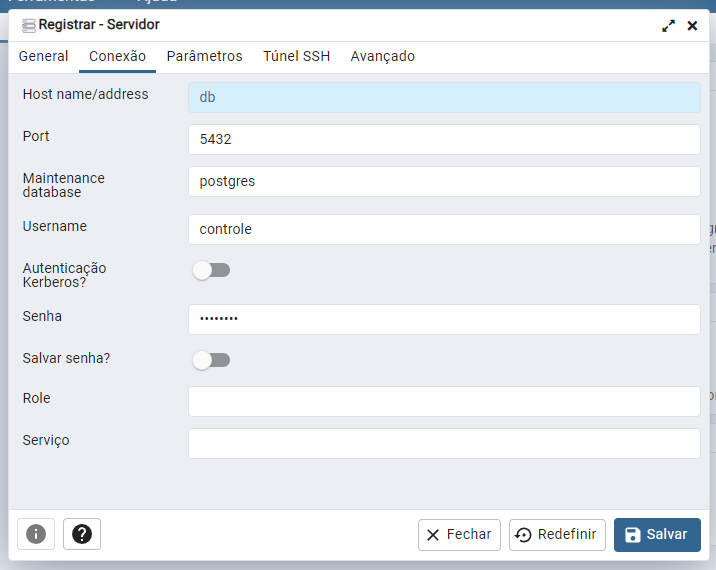 Registrar - Servidor
General Conexão Parâmetros Túnel SSH Avançado
Host name/address db
Port 5432
Maintenance
database postgres
Username controle
Autenticação
Kerberos?
Senha ••••••••
Salvar senha?
Role
Serviço
Fechar Redefinir Salvar